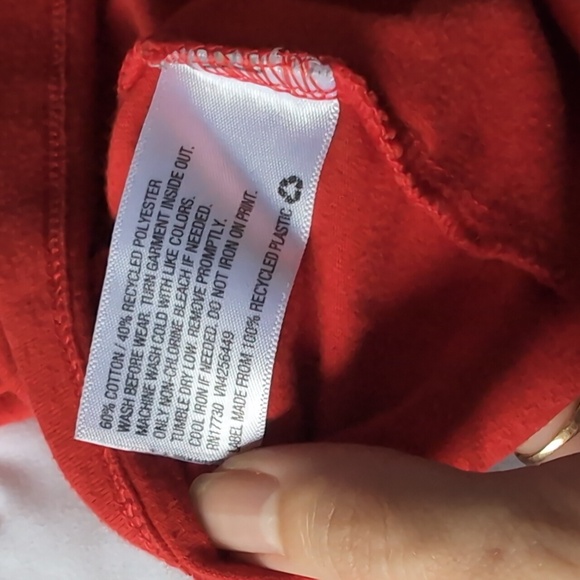 60% COTTON / 40% RECYCLED POLYESTER
WASH BEFORE WEAR. TURN GARMENT INSIDE OUT.
MACHINE WASH COLD WITH LIKE COLORS.
ONLY NON-CHLORINE BLEACH IF NEEDED.
TUMBLE DRY LOW. REMOVE PROMPTLY.
COOL IRON IF NEEDED. DO NOT IRON ON PRINT.
RN17730 VN4256449
LABEL MADE FROM 100% RECYCLED PLASTIC